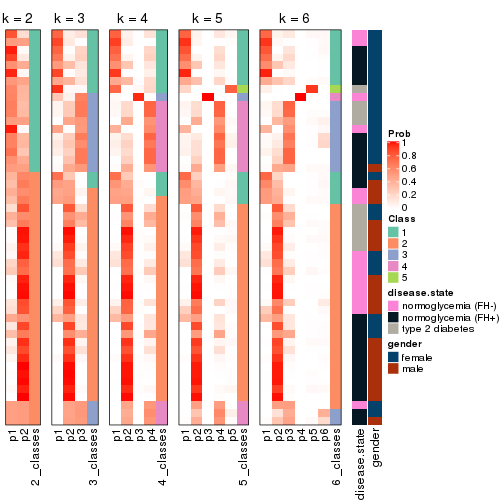 k = 2 k = 3 k = 4 k = 5 k = 6
Prob
1
0.8
0.6
0.4
0.2
0
Class
1
2
3
4
5
disease.state
normoglycemia (FH-)
normoglycemia (FH+)
type 2 diabetes
gender
female
male
p1 p2 2_classes p1 p2 p3 3_classes p1 p2 p3 p4 4_classes p1 p2 p3 p4 p5 5_classes p1 p2 p3 p4 p5 p6 6_classes disease.state gender